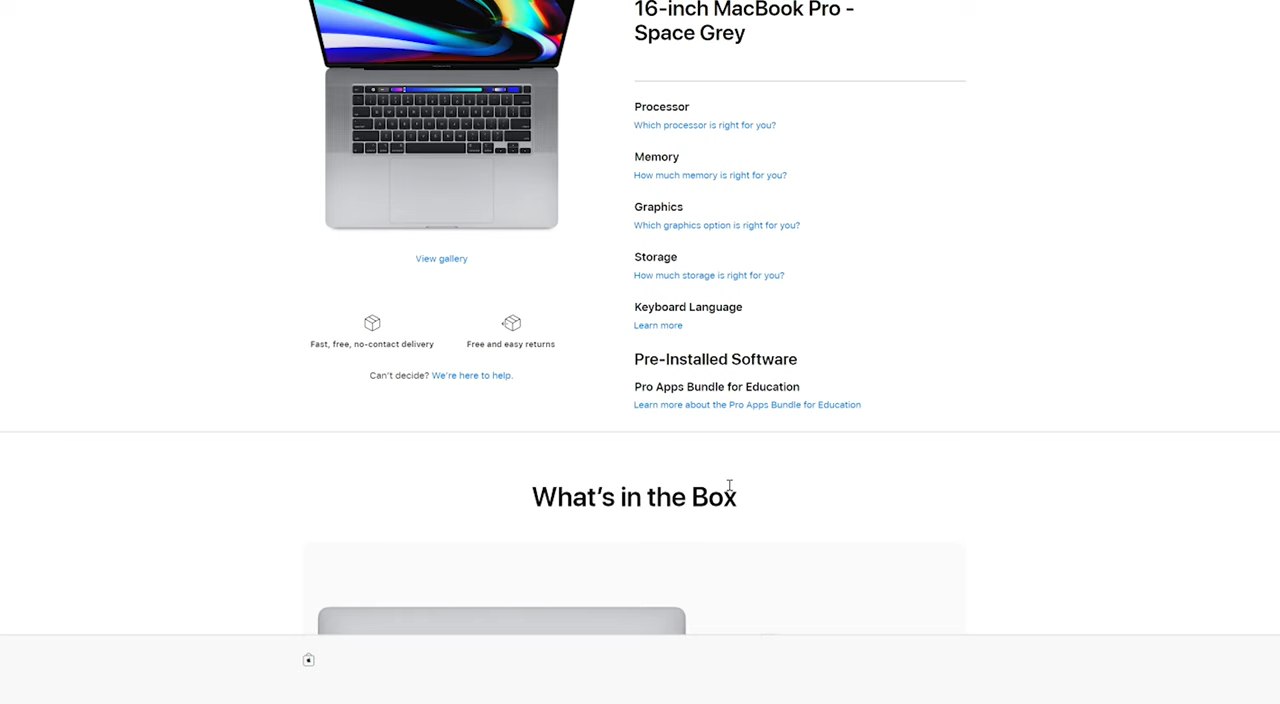 16-inch MacBook Pro -
Space Grey
Processor
Which processor is right for you?
Memory
How much memory is right for you?
Graphics
Which graphics option is right for you?
Storage
How much storage is right for you?
Keyboard Language
Learn more
Pre-Installed Software
Pro Apps Bundle for Education
Learn more about the Pro Apps Bundle for Education
View gallery
Fast, free, no-contact delivery
Free and easy returns
Can't decide? We're here to help.
What's in the Box